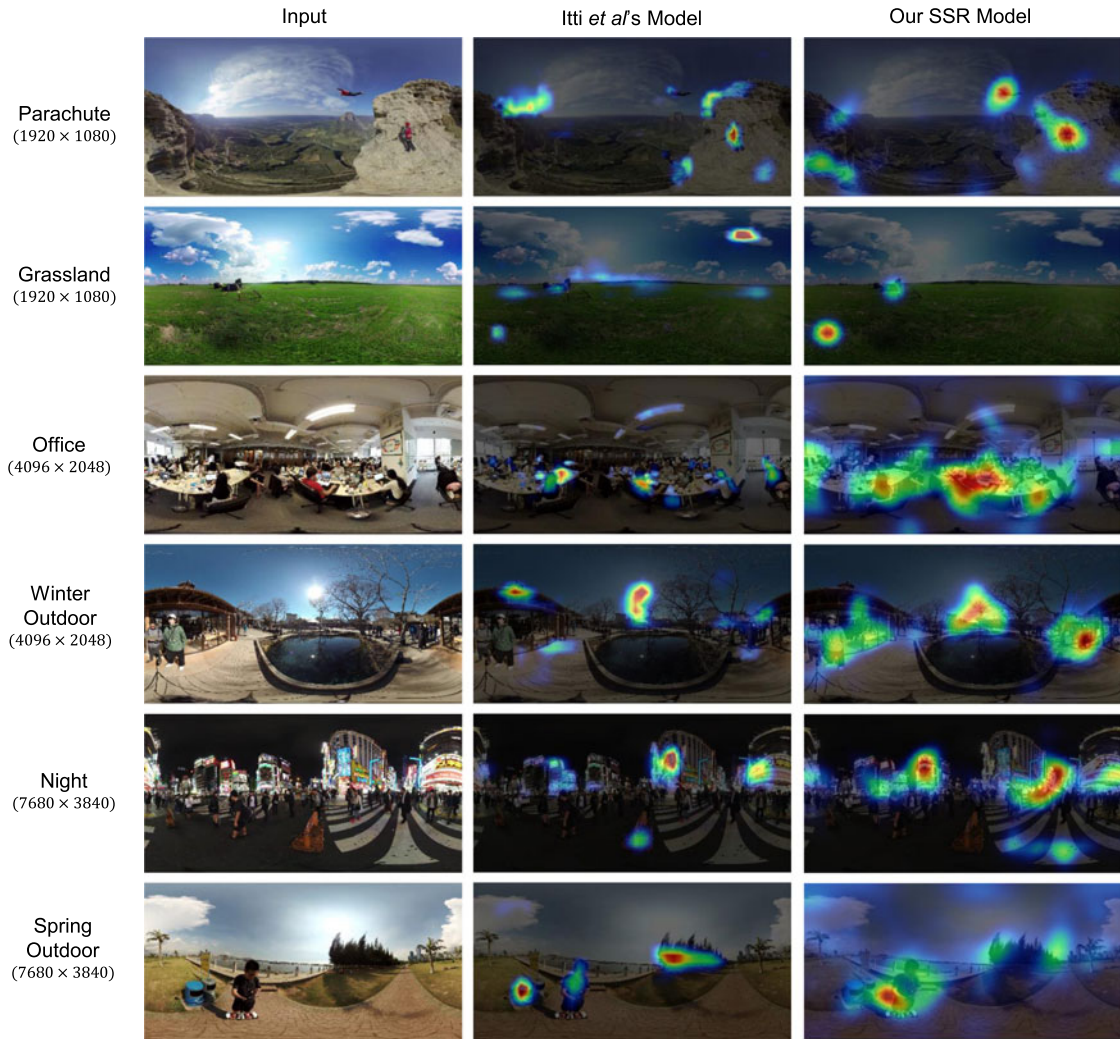 Input
Itti et al's Model
Our SSR Model
Parachute
(1920 × 1080)
Grassland
(1920 × 1080)
Office
(4096 × 2048)
Winter
Outdoor
(4096 × 2048)
Night
(7680 × 3840)
Spring
Outdoor
(7680 × 3840)